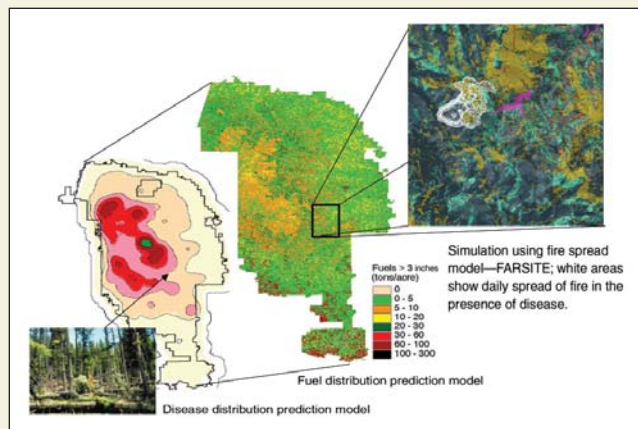 Simulation using fire spread
model—FARSITE; white areas
show daily spread of fire in the
presence of disease.
Fuels > 3 inches
(tons/acre)
0
0 - 5
5 - 10
10 - 20
20 - 30
30 - 60
60 - 100
100 - 300
Fuel distribution prediction model
Disease distribution prediction model